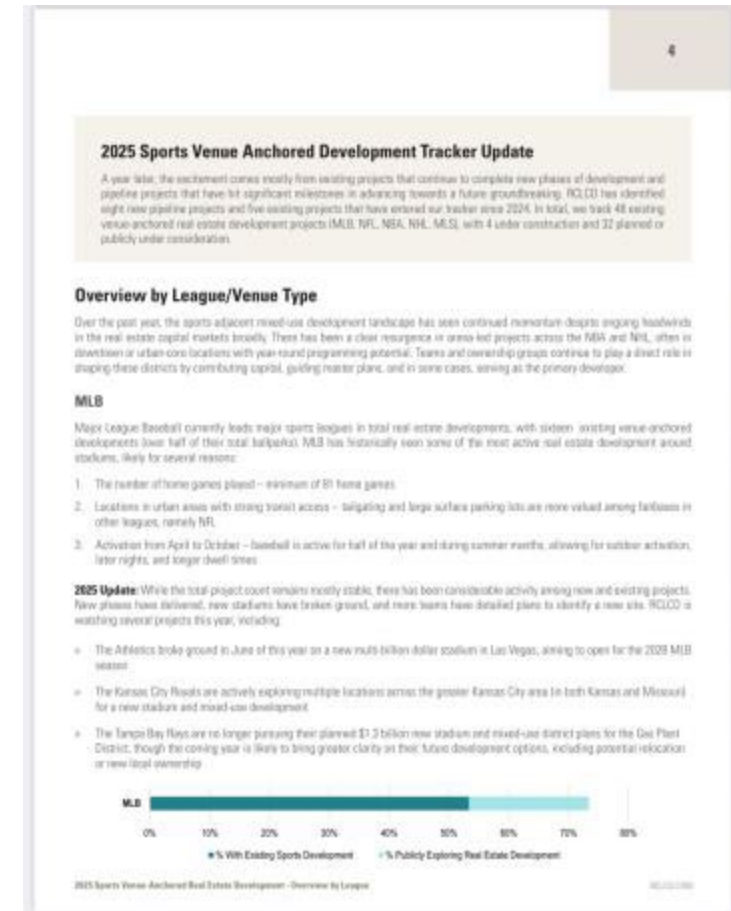 4
2025 Sports Venue Anchored Development Tracker Update
A year later, the excitement comes mostly from existing projects that continue to complete new phases of development and
pipeline projects that have hit significant milestones in advancing towards a future groundbreaking. RCLCO has identified
eight new pipeline projects and five existing projects that have entered our tracker since 2024. In total, we track 48 existing
venue-anchored real estate development projects (MLB, NFL, NBA, NHL, MLS), with 4 under construction and 32 planned or
publicly under consideration.
Overview by League/Venue Type
Over the past year, the sports adjacent mixed-use development landscape has seen continued momentum despite ongoing headwinds
in the real estate capital markets broadly. There has been a clear resurgence in arena-led projects across the NBA and NHL, often in
downtown or urban-core locations with year-round programming potential. Teams and ownership groups continue to play a direct role in
shaping these districts by contributing capital, guiding master plans, and in some cases, serving as the primary developer.
MLB
Major League Baseball currently leads major sports leagues in total real estate developments, with sixteen existing venue-anchored
developments (over half of their total ballparks). MLB has historically seen some of the most active real estate development around
stadiums, likely for several reasons:
1. The number of home games played – minimum of 81 home games
2. Locations in urban areas with strong transit access – tailgating and large surface parking lots are more valued among fanbases in
other leagues, namely NFL
3. Activation from April to October – baseball is active for half of the year and during summer months, allowing for outdoor activation,
later nights, and longer dwell times
2025 Update: While the total project count remains mostly stable, there has been considerable activity among new and existing projects.
New phases have delivered, new stadiums have broken ground, and more teams have detailed plans to identify a new site. RCLCO is
watching several projects this year, including:
» The Athletics broke ground in June of this year on a new multi-billion dollar stadium in Las Vegas, aiming to open for the 2028 MLB
season
» The Kansas City Royals are actively exploring multiple locations across the greater Kansas City area (in both Kansas and Missouri)
for a new stadium and mixed-use development
» The Tampa Bay Rays are no longer pursuing their planned $1.3 billion new stadium and mixed-use district plans for the Gas Plant
District, though the coming year is likely to bring greater clarity on their future development options, including potential relocation
or new local ownership
MLB
0% 10% 20% 30% 40% 50% 60% 70% 80%
% With Existing Sports Development % Publicly Exploring Real Estate Development
2025 Sports Venue-Anchored Real Estate Development - Overview by League